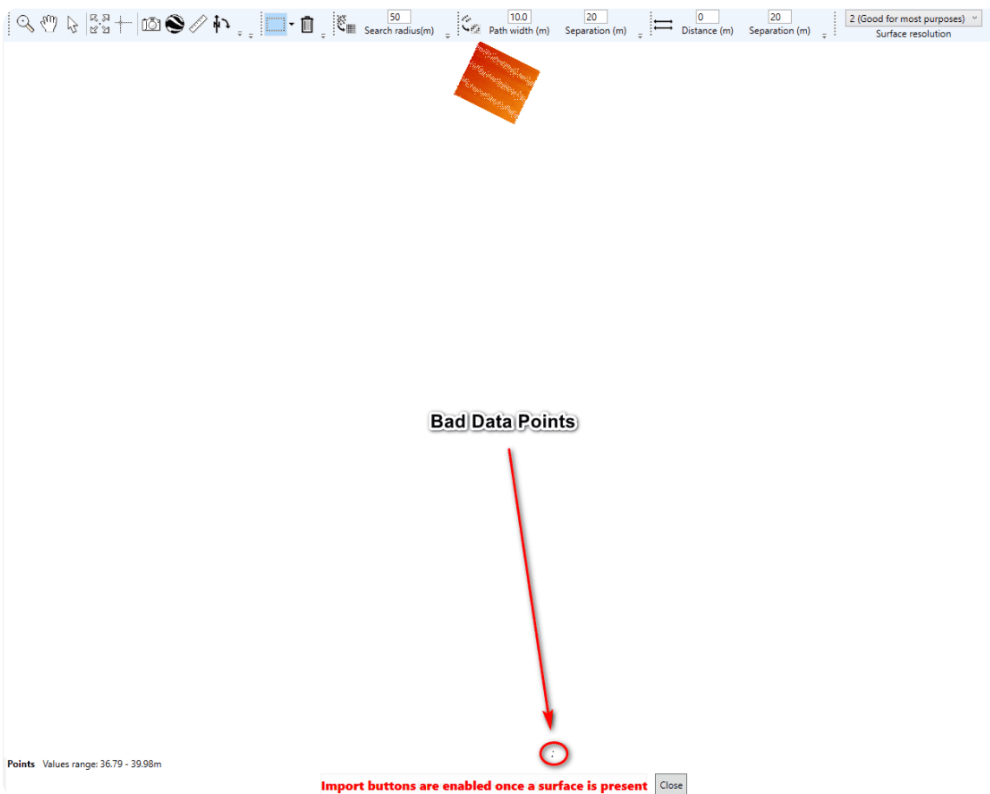 50 10.0 20 0 20 2 (Good for most purposes)
Search radius(m) Path width (m) Separation (m) Distance (m) Separation (m) Surface resolution
Bad Data Points
Points Values range: 36.79 - 39.98m
Import buttons are enabled once a surface is present Close